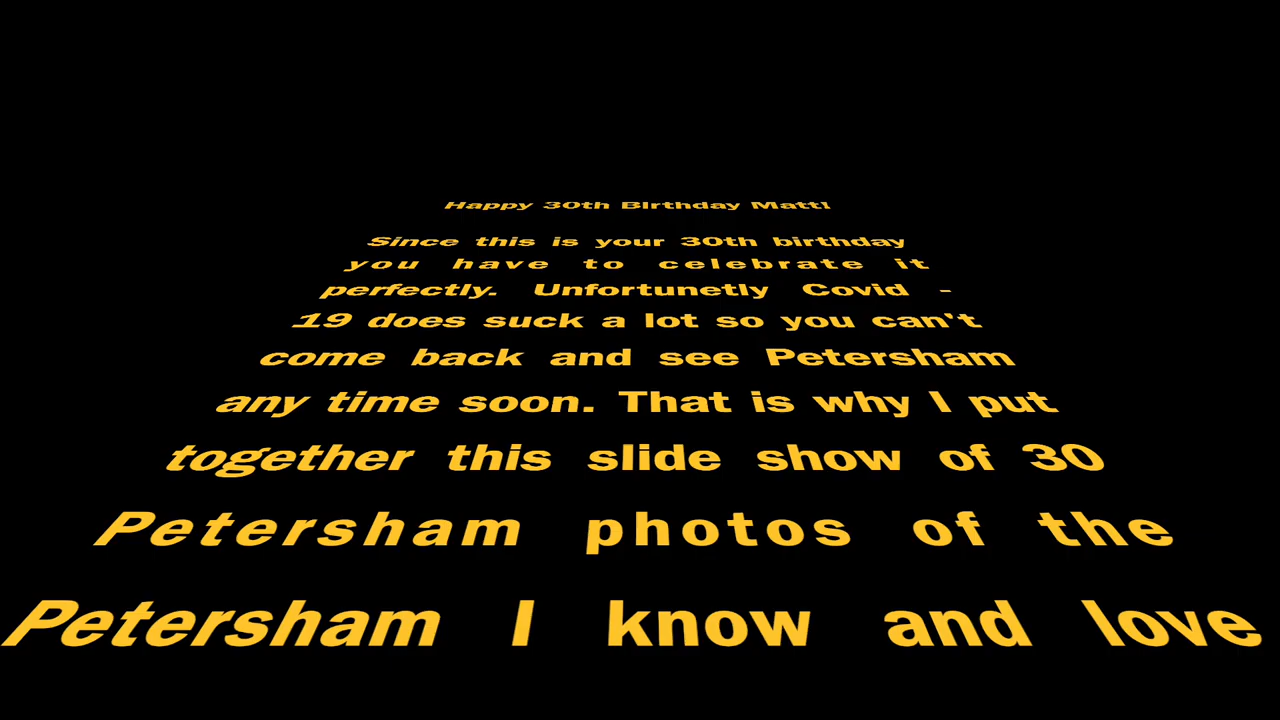 Happy 30th Birthday Matt!
Since this is your 30th birthday
you have to celebrate it
perfectly. Unfortunetly Covid -
19 does suck a lot so you can't
come back and see Petersham
any time soon. That is why I put
together this slide show of 30
Petersham photos of the
Petersham I know and love